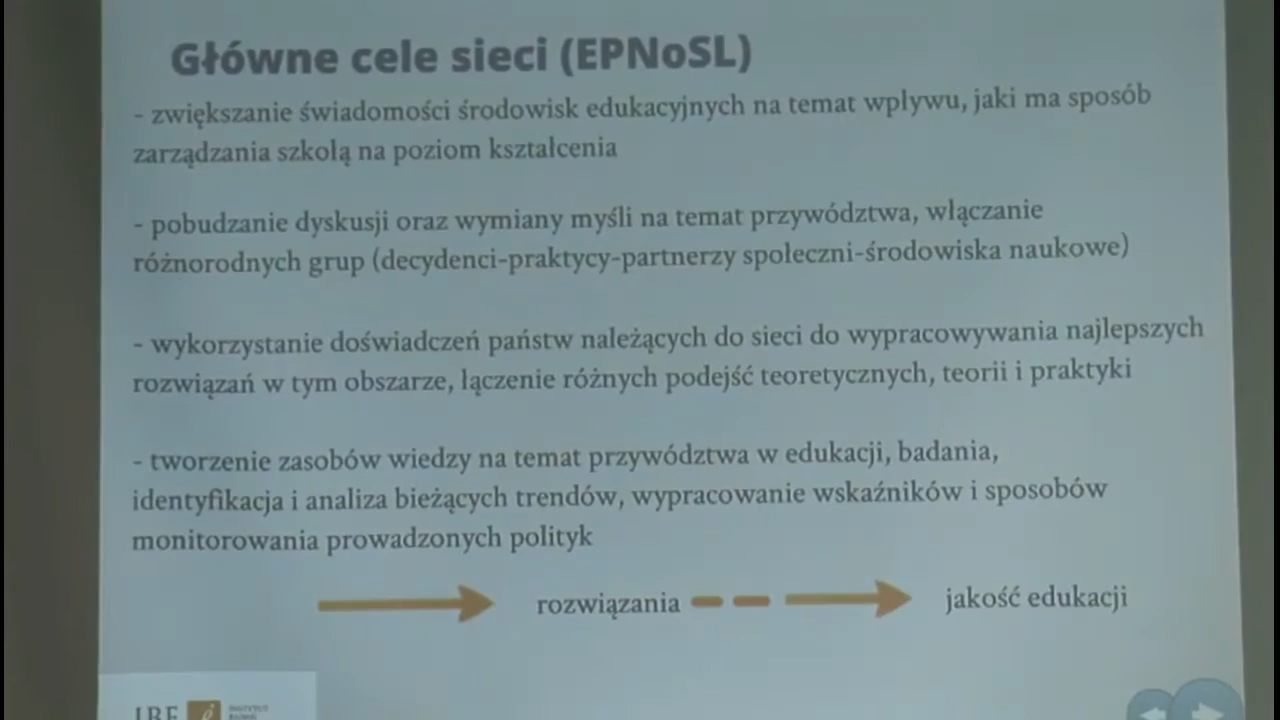 Główne cele sieci (EPNoSL)
- zwiększanie świadomości środowisk edukacyjnych na temat wpływu, jaki ma sposób
zarządzania szkołą na poziom kształcenia
- pobudzanie dyskusji oraz wymiany myśli na temat przywództwa, włączanie
różnorodnych grup (decydenci-praktycy-partnerzy społeczni-środowiska naukowe)
- wykorzystanie doświadczeń państw należących do sieci do wypracowywania najlepszych
rozwiązań w tym obszarze, łączenie różnych podejść teoretycznych, teorii i praktyki
- tworzenie zasobów wiedzy na temat przywództwa w edukacji, badania,
identyfikacja i analiza bieżących trendów, wypracowanie wskaźników i sposobów
monitorowania prowadzonych polityk
rozwiązania jakość edukacji
IBE